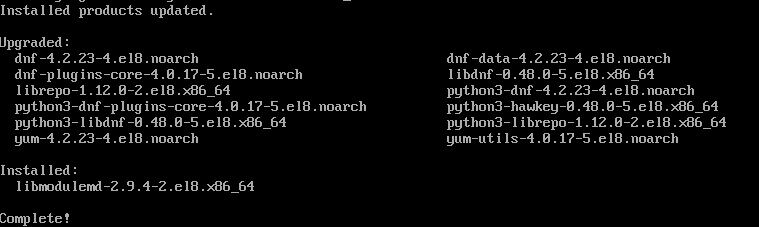 Installed products updated.
Upgraded:
dnf-4.2.23-4.el8.noarch dnf-data-4.2.23-4.el8.noarch
dnf-plugins-core-4.0.17-5.el8.noarch libdnf-0.48.0-5.el8.x86_64
librepo-1.12.0-2.el8.x86_64 python3-dnf-4.2.23-4.el8.noarch
python3-dnf-plugins-core-4.0.17-5.el8.noarch python3-hawkey-0.48.0-5.el8.x86_64
python3-libdnf-0.48.0-5.el8.x86_64 python3-librepo-1.12.0-2.el8.x86_64
yum-4.2.23-4.el8.noarch yum-utils-4.0.17-5.el8.noarch
Installed:
libmodulemd-2.9.4-2.el8.x86_64
Complete!